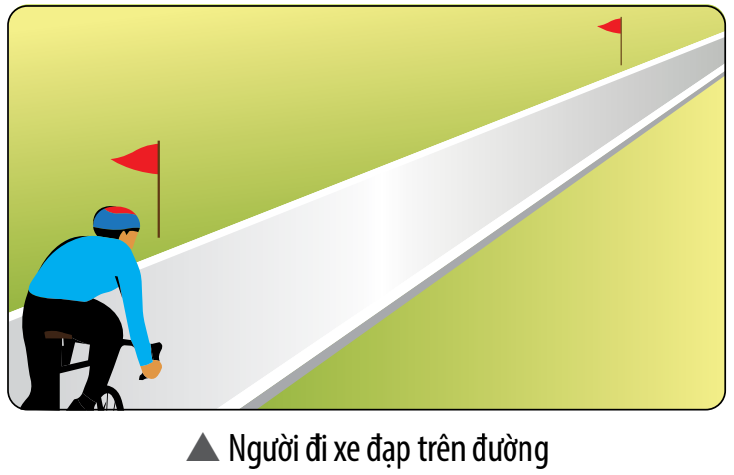 ▲ Người đi xe đạp trên đường